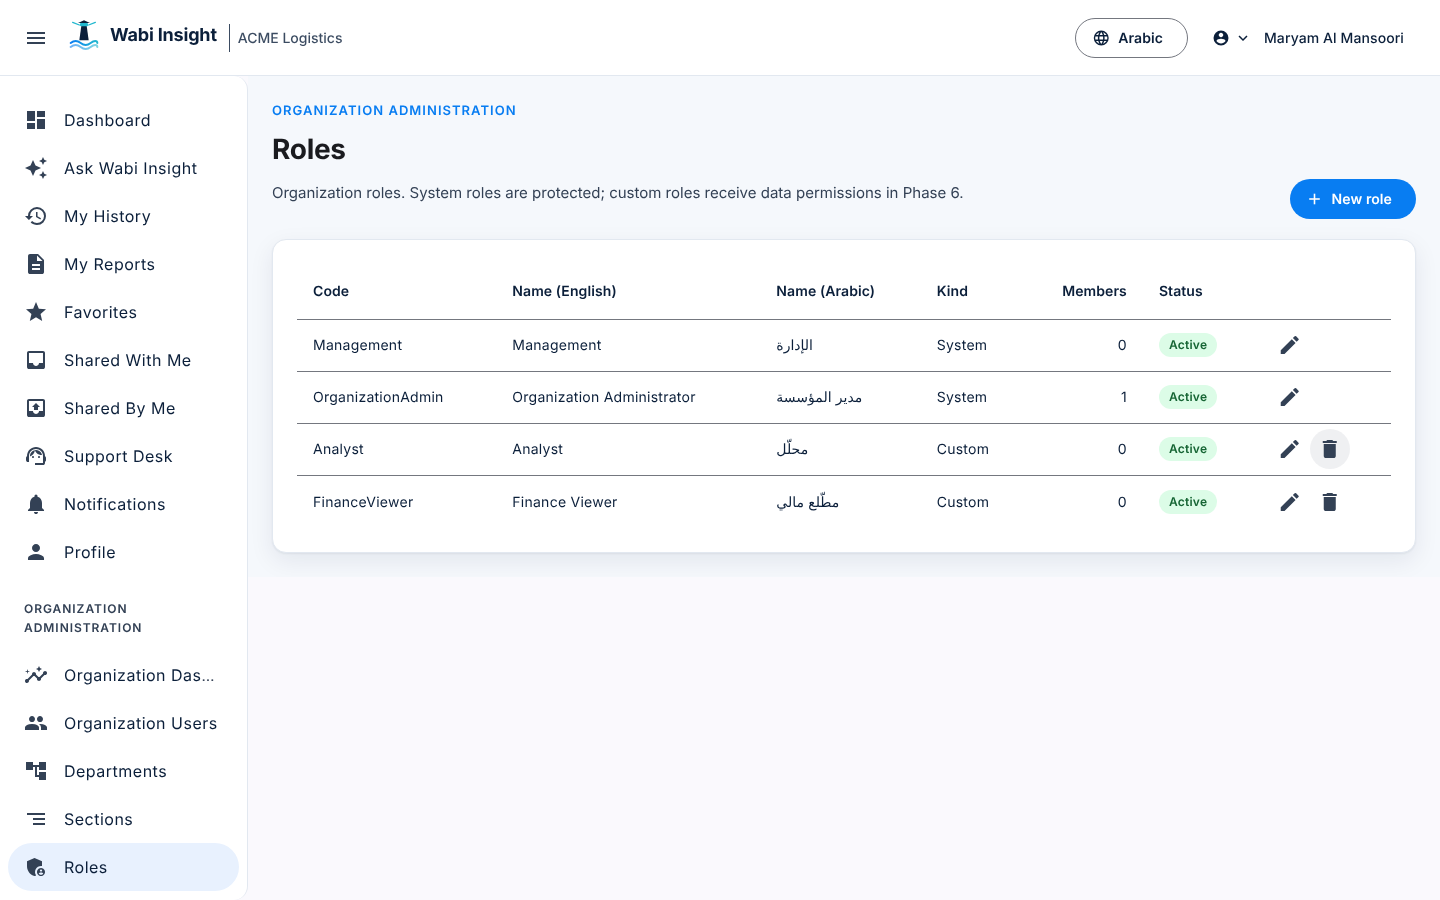 Wabi Insight
ACME Logistics
Arabic
Maryam Al Mansoori
Dashboard
Ask Wabi Insight
My History
My Reports
Favorites
Shared With Me
Shared By Me
Support Desk
Notifications
Profile
ORGANIZATION
ADMINISTRATION
Organization Das...
Organization Users
Departments
Sections
Roles
ORGANIZATION ADMINISTRATION
Roles
Organization roles. System roles are protected; custom roles receive data permissions in Phase 6.
New role
Code Name (English) Name (Arabic) Kind Members Status
Management Management الإدارة System 0 Active
OrganizationAdmin Organization Administrator مدير المؤسسة System 1 Active
Analyst Analyst محلّل Custom 0 Active
FinanceViewer Finance Viewer مطّلع مالي Custom 0 Active